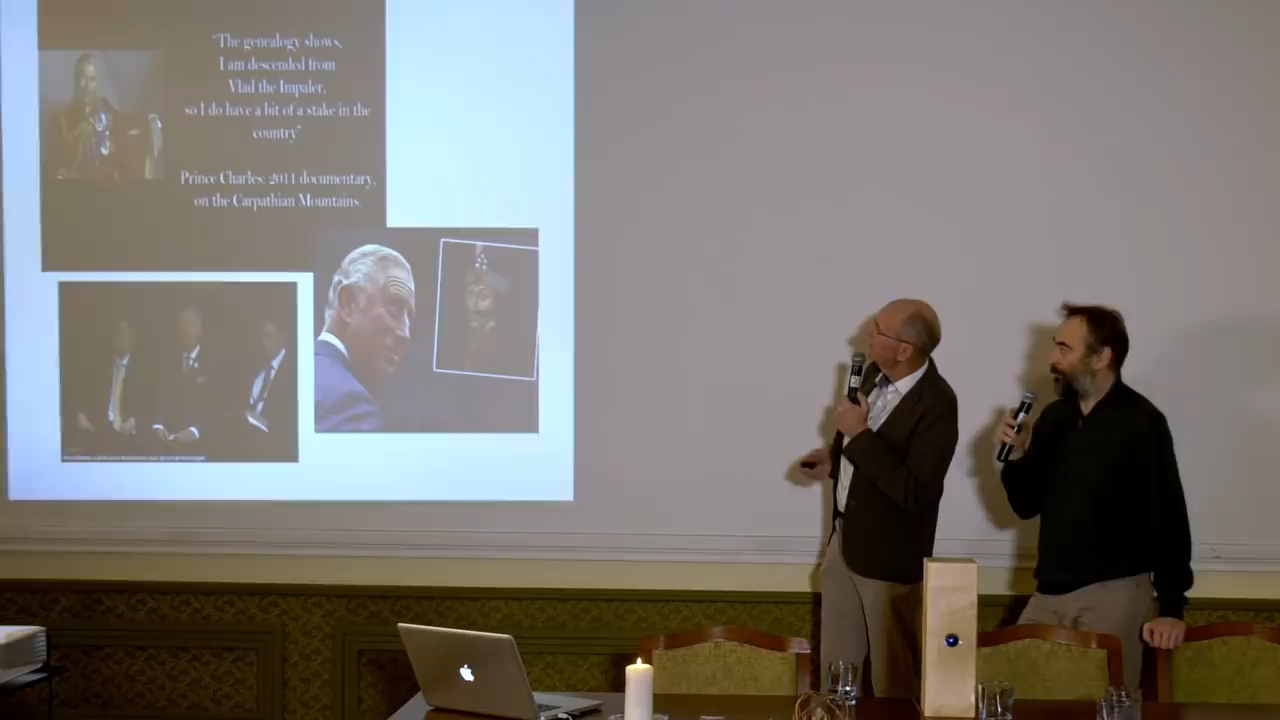 "The genealogy shows,
I am descended from
Vlad the Impaler,
so I do have a bit of a stake in the
country"
Prince Charles: 2011 documentary,
on the Carpathian Mountains.